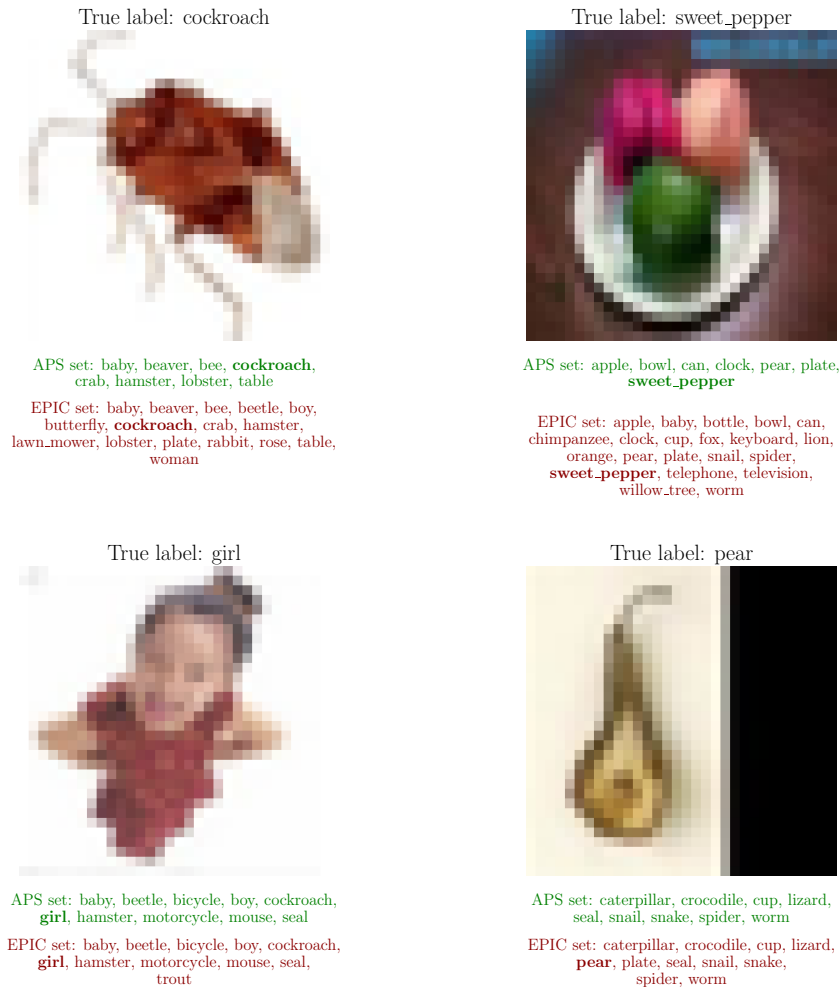 True label: cockroach
APS set: baby, beaver, bee, cockroach,
crab, hamster, lobster, table
EPIC set: baby, beaver, bee, beetle, boy,
butterfly, cockroach, crab, hamster,
lawn_mower, lobster, plate, rabbit, rose, table,
woman
True label: sweet_pepper
APS set: apple, bowl, can, clock, pear, plate,
sweet_pepper
EPIC set: apple, baby, bottle, bowl, can,
chimpanzee, clock, cup, fox, keyboard, lion,
orange, pear, plate, snail, spider,
sweet_pepper, telephone, television,
willow_tree, worm
True label: girl
APS set: baby, beetle, bicycle, boy, cockroach,
girl, hamster, motorcycle, mouse, seal
EPIC set: baby, beetle, bicycle, boy, cockroach,
girl, hamster, motorcycle, mouse, seal,
trout
True label: pear
APS set: caterpillar, crocodile, cup, lizard,
seal, snail, snake, spider, worm
EPIC set: caterpillar, crocodile, cup, lizard,
pear, plate, seal, snail, snake,
spider, worm